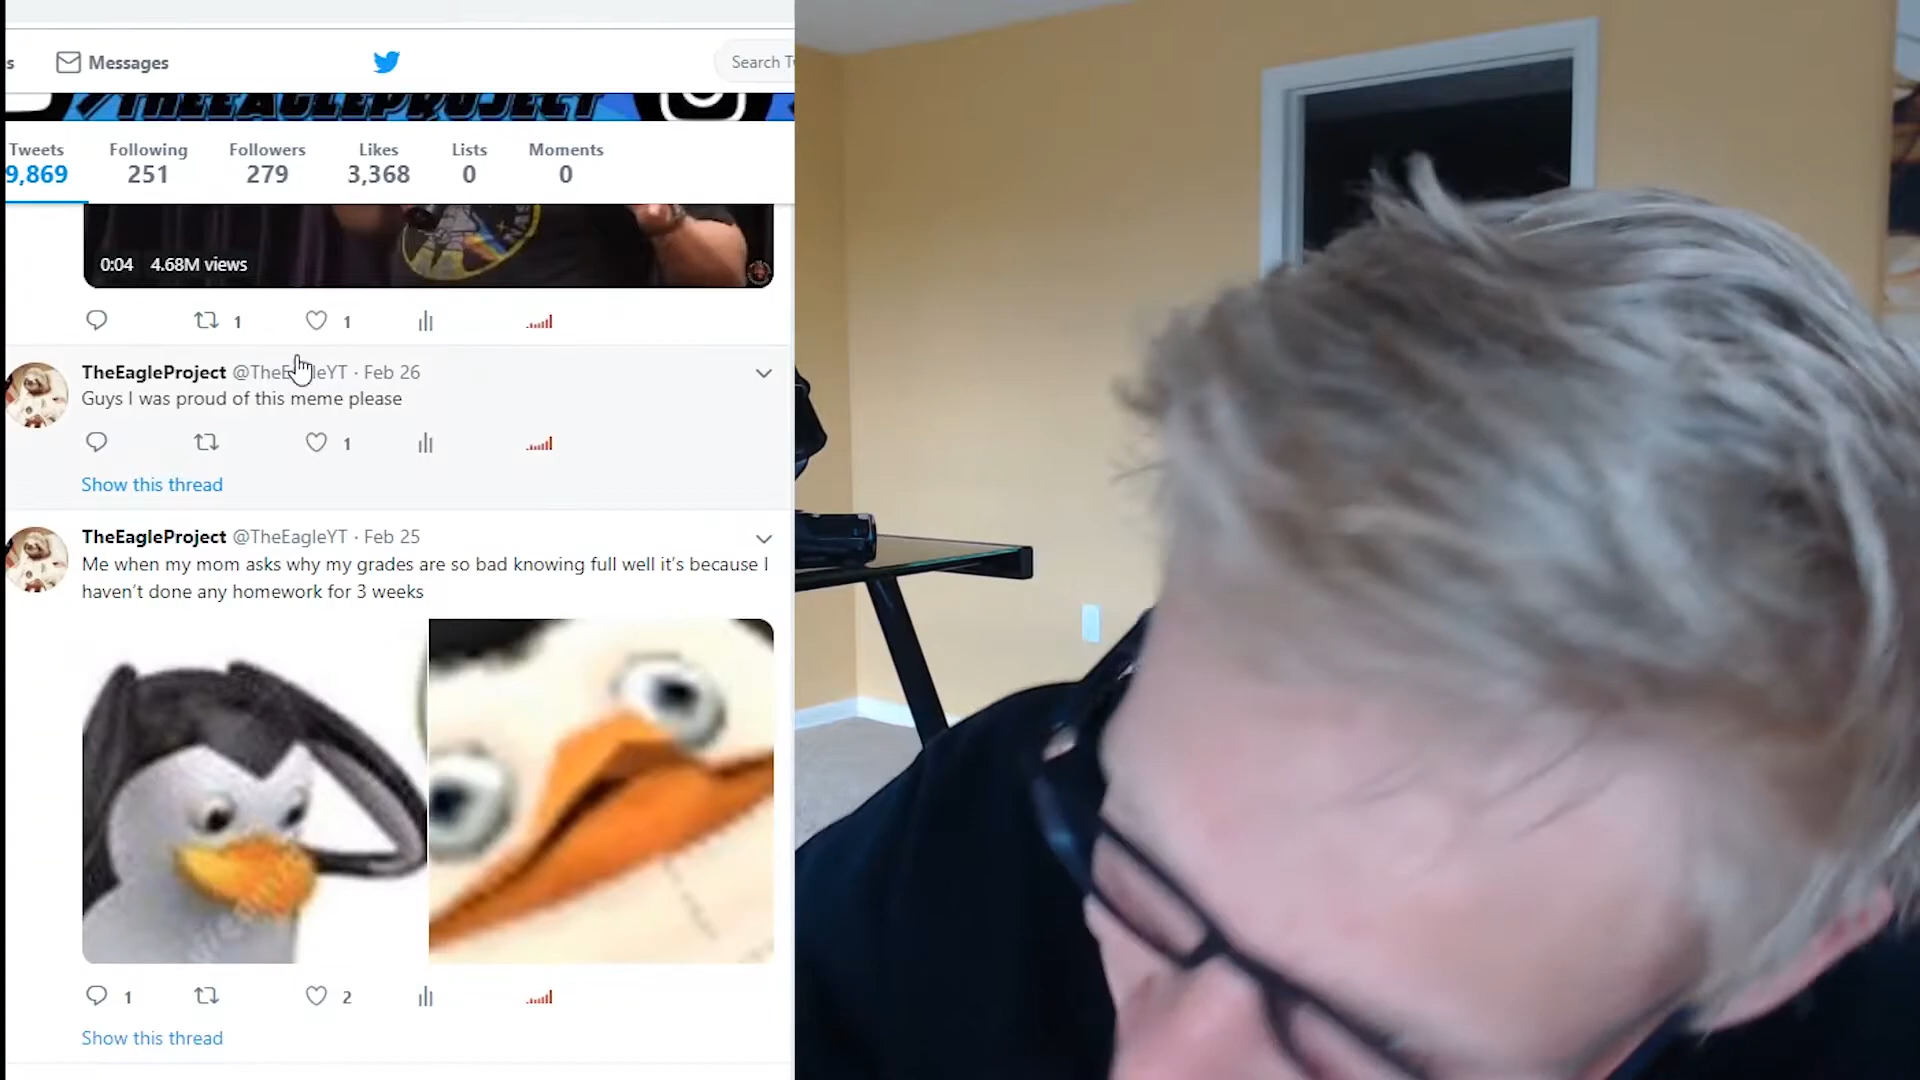 s Messages Search Tw
/THEEAGLEPROJECT
Tweets Following Followers Likes Lists Moments
9,869 251 279 3,368 0 0
0:04 4.68M views
1 1
TheEagleProject @TheEagleYT · Feb 26
Guys I was proud of this meme please
1
Show this thread
TheEagleProject @TheEagleYT · Feb 25
Me when my mom asks why my grades are so bad knowing full well it’s because I
haven’t done any homework for 3 weeks
1 2
Show this thread